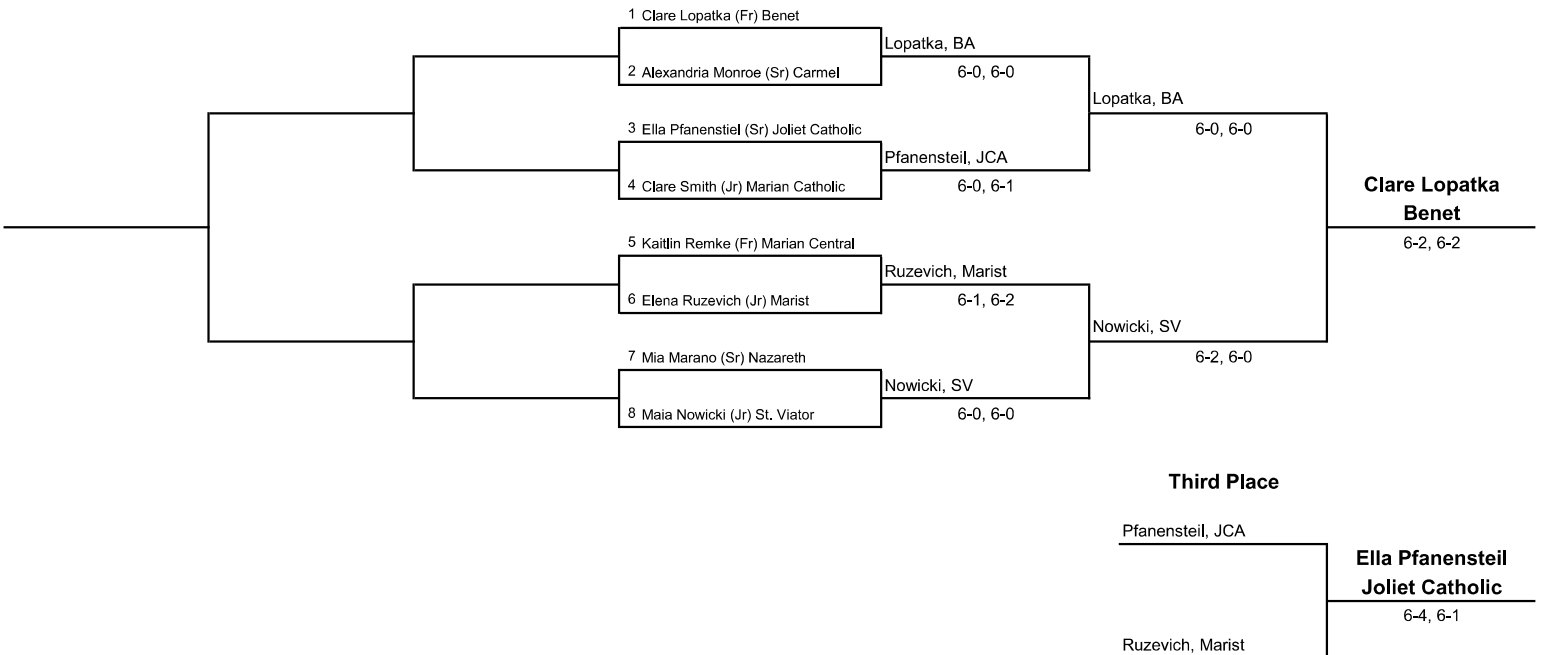 1 Clare Lopatka (Fr) Benet
Lopatka, BA
2 Alexandria Monroe (Sr) Carmel
6-0, 6-0
Lopatka, BA
3 Ella Pfanenstiel (Sr) Joliet Catholic
6-0, 6-0
Pfanensteil, JCA
4 Clare Smith (Jr) Marian Catholic
6-0, 6-1
Clare Lopatka
Benet
6-2, 6-2
5 Kaitlin Remke (Fr) Marian Central
Ruzevich, Marist
6 Elena Ruzevich (Jr) Marist
6-1, 6-2
Nowicki, SV
7 Mia Marano (Sr) Nazareth
6-2, 6-0
Nowicki, SV
8 Maia Nowicki (Jr) St. Viator
6-0, 6-0
Third Place
Pfanensteil, JCA
Ella Pfanensteil
Joliet Catholic
6-4, 6-1
Ruzevich, Marist